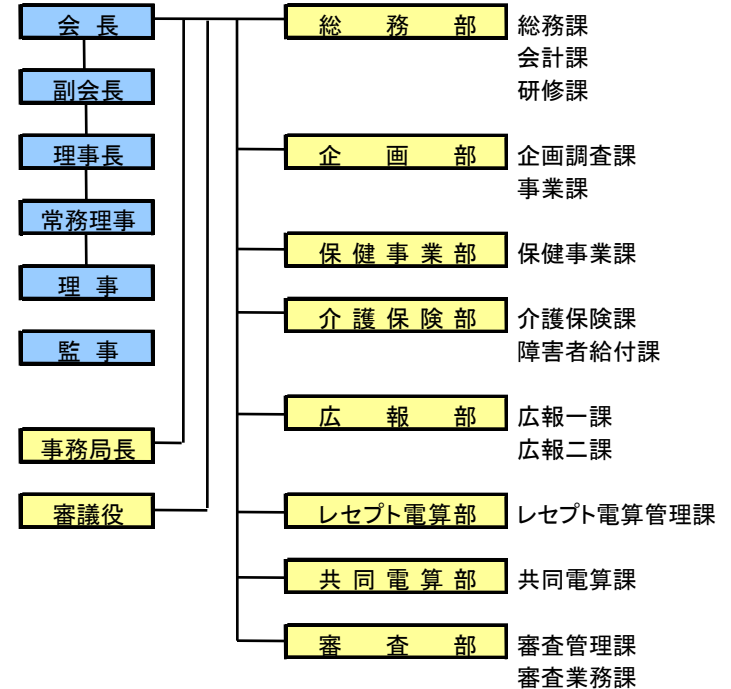 会長
副会長
理事長
常務理事
理事
監事
事務局長
審議役
総務部
総務課
会計課
研修課
企画部
企画調査課
事業課
保健事業部
保健事業課
介護保険部
介護保険課
障害者給付課
広報部
広報一課
広報二課
レセプト電算部
レセプト電算管理課
共同電算部
共同電算課
審査部
審査管理課
審査業務課